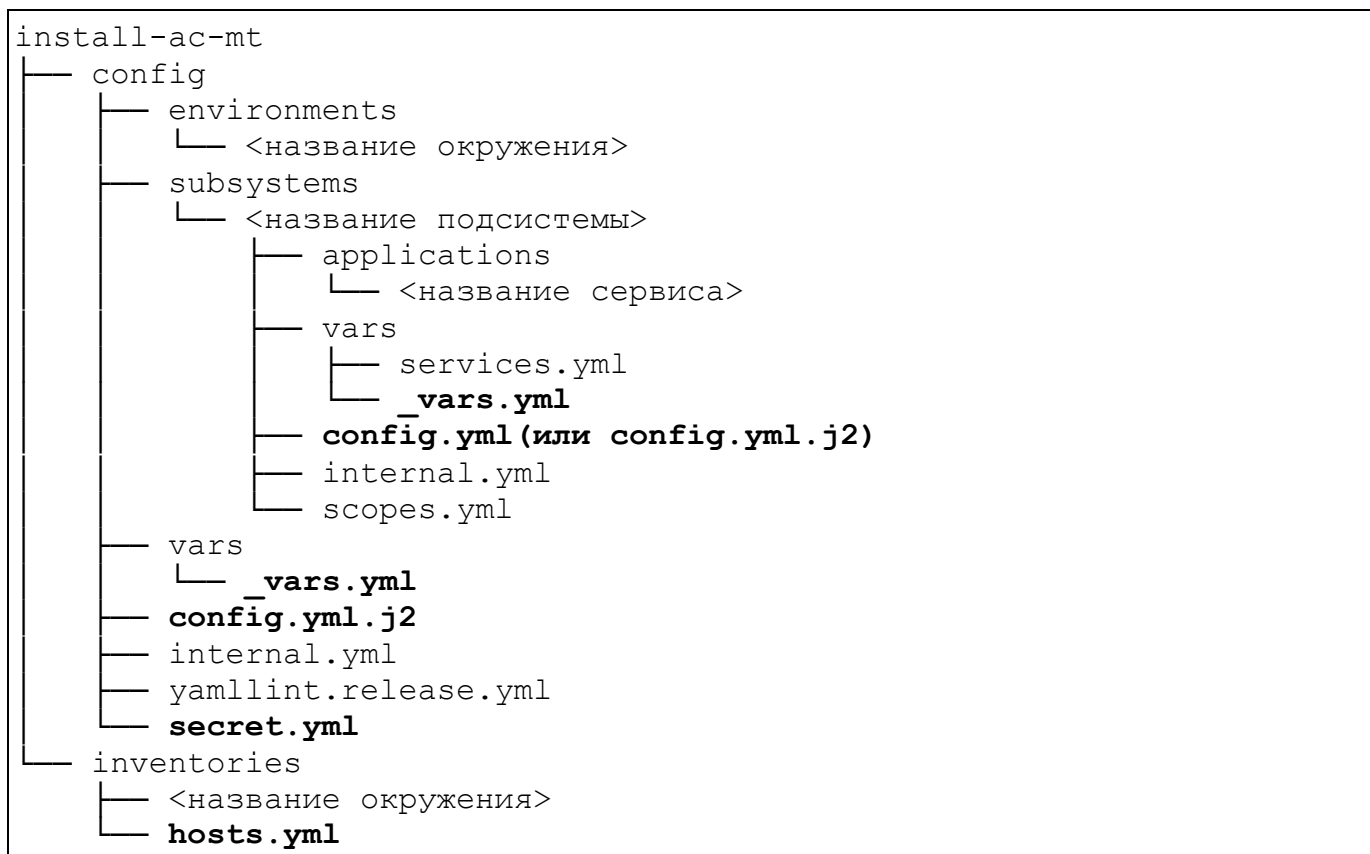 install-ac-mt
├── config
│   ├── environments
│   │   └── <название окружения>
│   ├── subsystems
│   │   └── <название подсистемы>
│   │       ├── applications
│   │       │   └── <название сервиса>
│   │       ├── vars
│   │       │   ├── services.yml
│   │       │   └── _vars.yml
│   │       ├── config.yml(или config.yml.j2)
│   │       ├── internal.yml
│   │       └── scopes.yml
│   ├── vars
│   │   └── _vars.yml
│   ├── config.yml.j2
│   ├── internal.yml
│   ├── yamllint.release.yml
│   └── secret.yml
└── inventories
    ├── <название окружения>
    └── hosts.yml